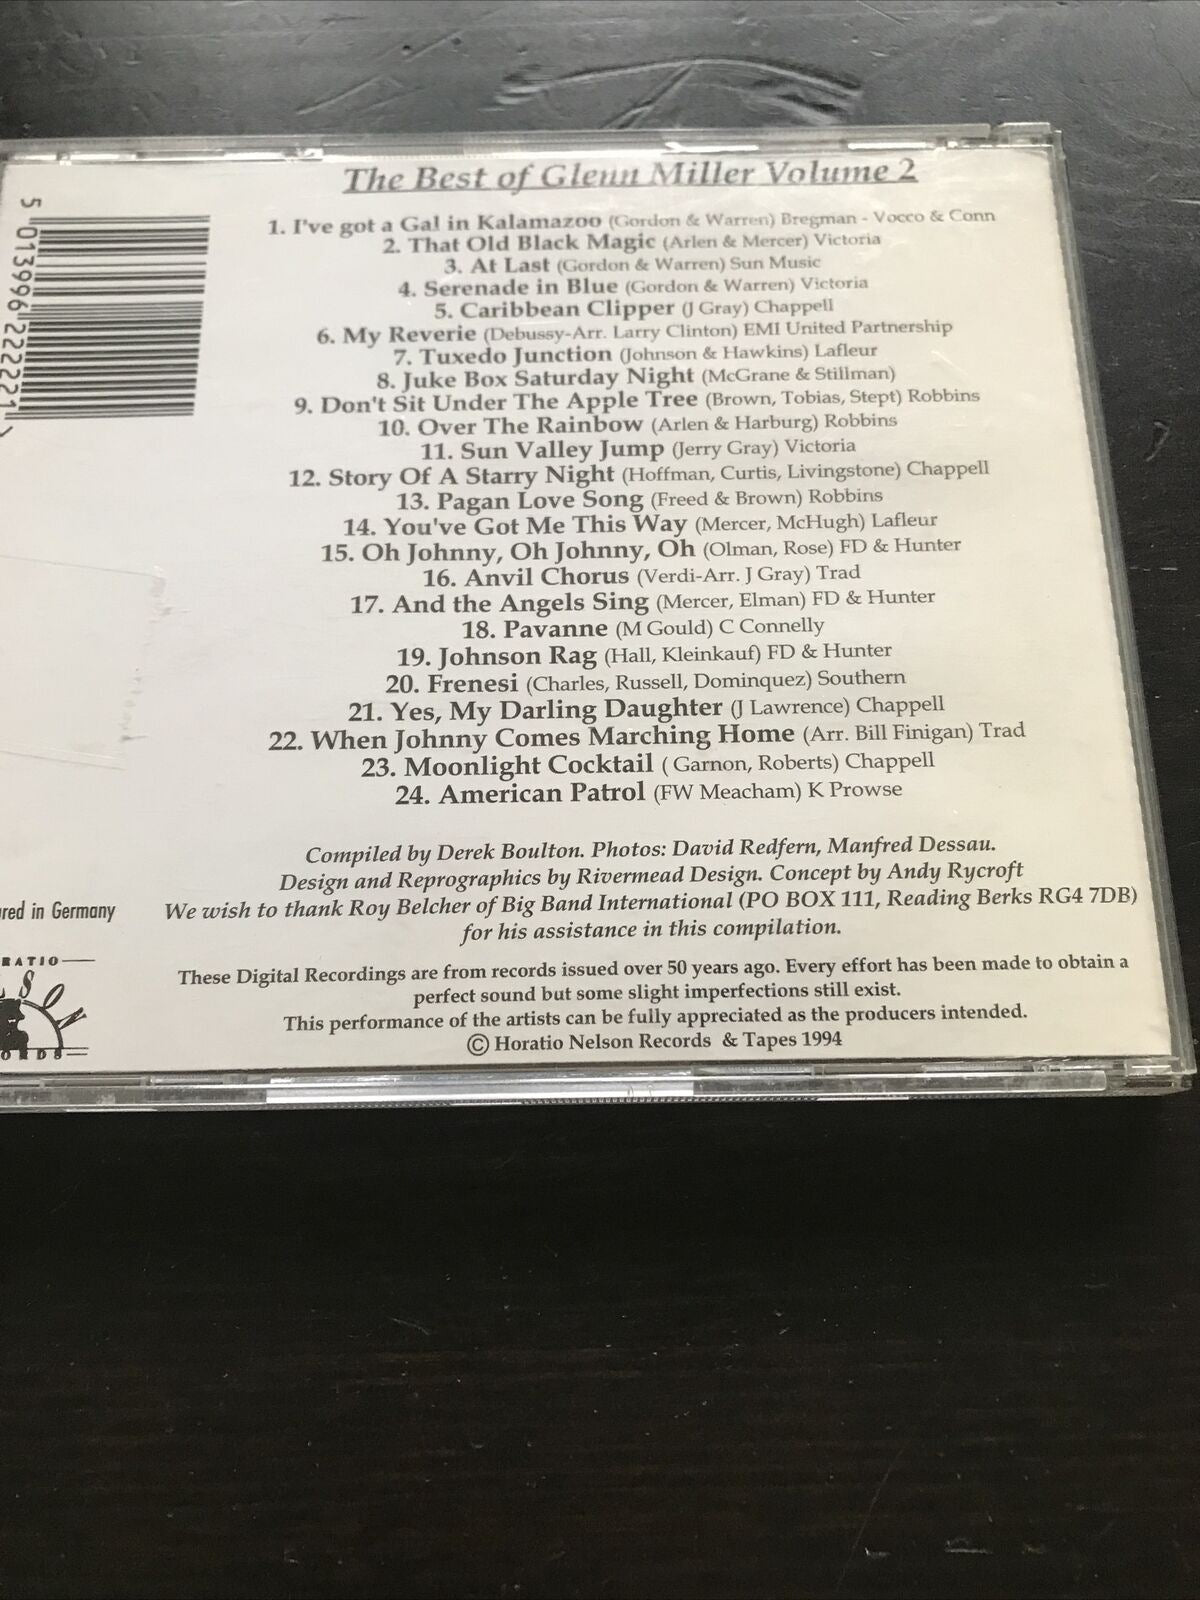 The Best of Glenn Miller Volume 2
1. I've got a Gal in Kalamazoo (Gordon & Warren) Bregman - Vocco & Conn
2. That Old Black Magic (Arlen & Mercer) Victoria
3. At Last (Gordon & Warren) Sun Music
4. Serenade in Blue (Gordon & Warren) Victoria
5. Caribbean Clipper (J Gray) Chappell
6. My Reverie (Debussy-Arr. Larry Clinton) EMI United Partnership
7. Tuxedo Junction (Johnson & Hawkins) Lafleur
8. Juke Box Saturday Night (McGrane & Stillman)
9. Don't Sit Under The Apple Tree (Brown, Tobias, Stept) Robbins
10. Over The Rainbow (Arlen & Harburg) Robbins
11. Sun Valley Jump (Jerry Gray) Victoria
12. Story Of A Starry Night (Hoffman, Curtis, Livingstone) Chappell
13. Pagan Love Song (Freed & Brown) Robbins
14. You've Got Me This Way (Mercer, McHugh) Lafleur
15. Oh Johnny, Oh Johnny, Oh (Olman, Rose) FD & Hunter
16. Anvil Chorus (Verdi-Arr. J Gray) Trad
17. And the Angels Sing (Mercer, Elman) FD & Hunter
18. Pavanne (M Gould) C Connelly
19. Johnson Rag (Hall, Kleinkauf) FD & Hunter
20. Frenesi (Charles, Russell, Dominquez) Southern
21. Yes, My Darling Daughter (J Lawrence) Chappell
22. When Johnny Comes Marching Home (Arr. Bill Finigan) Trad
23. Moonlight Cocktail ( Garnon, Roberts) Chappell
24. American Patrol (FW Meacham) K Prowse
Compiled by Derek Boulton. Photos: David Redfern, Manfred Dessau.
Design and Reprographics by Rivermead Design. Concept by Andy Rycroft
We wish to thank Roy Belcher of Big Band International (PO BOX 111, Reading Berks RG4 7DB)
for his assistance in this compilation.
These Digital Recordings are from records issued over 50 years ago. Every effort has been made to obtain a
perfect sound but some slight imperfections still exist.
This performance of the artists can be fully appreciated as the producers intended.
© Horatio Nelson Records & Tapes 1994
5 013996 222221 >
red in Germany
RATIO
LSON
ORDS